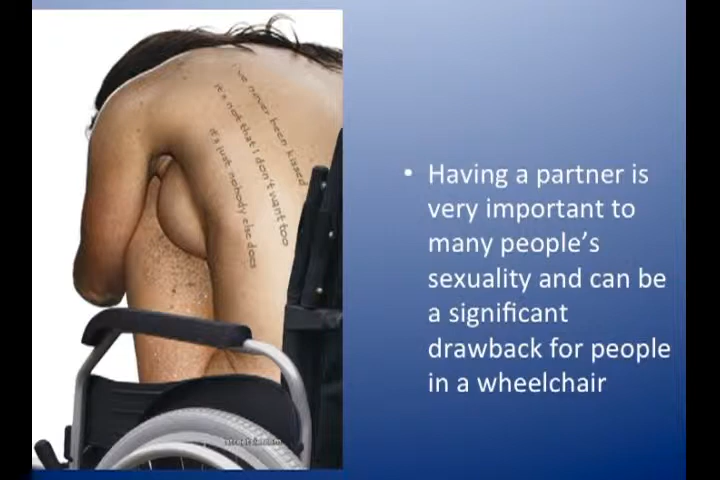 I've never been kissed
it's not that I don't want too
it's just nobody else does
• Having a partner is
very important to
many people's
sexuality and can be
a significant
drawback for people
in a wheelchair